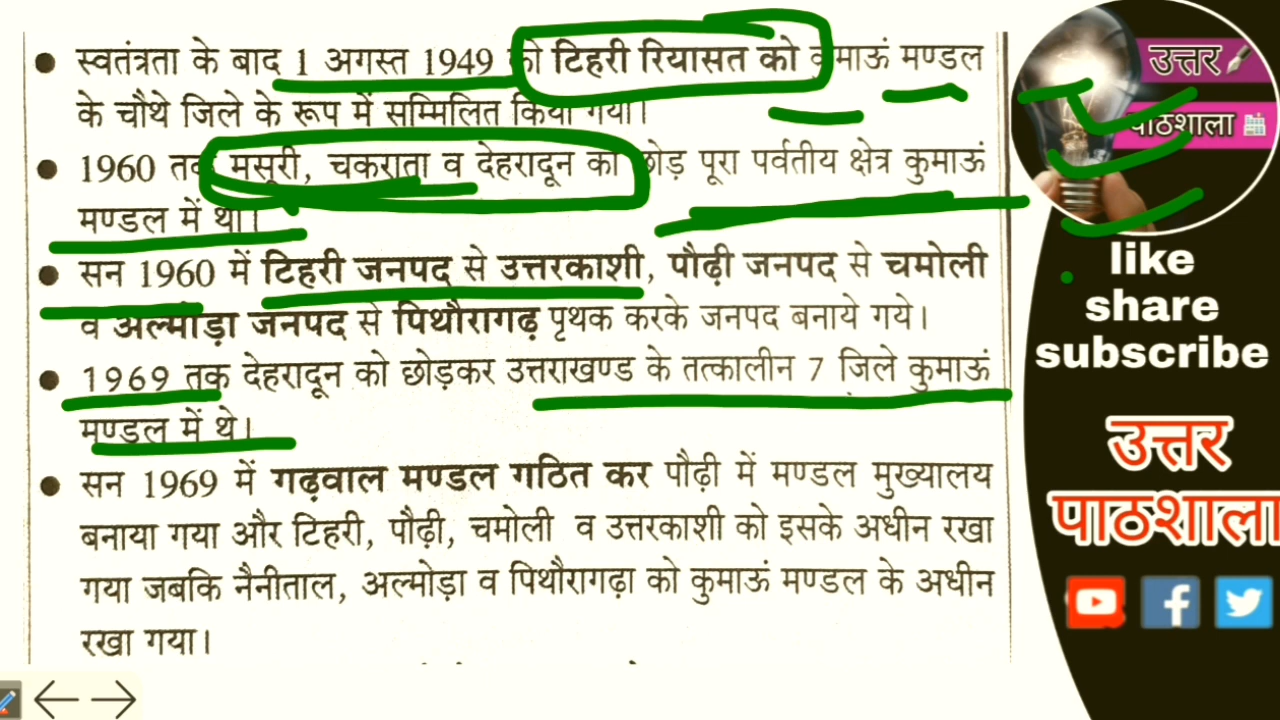 स्वतंत्रता के बाद 1 अगस्त 1949 को टिहरी रियासत को कुमाऊं मण्डल
के चौथे जिले के रूप में सम्मिलित किया गया।
1960 तक मसूरी, चकराता व देहरादून को छोड़ पूरा पर्वतीय क्षेत्र कुमाऊं
मण्डल में था।
सन 1960 में टिहरी जनपद से उत्तरकाशी, पौढ़ी जनपद से चमोली
व अल्मोड़ा जनपद से पिथौरागढ़ पृथक करके जनपद बनाये गये।
1969 तक देहरादून को छोड़कर उत्तराखण्ड के तत्कालीन 7 जिले कुमाऊं
मण्डल में थे।
सन 1969 में गढ़वाल मण्डल गठित कर पौढ़ी में मण्डल मुख्यालय
बनाया गया और टिहरी, पौढ़ी, चमोली व उत्तरकाशी को इसके अधीन रखा
गया जबकि नैनीताल, अल्मोड़ा व पिथौरागढ़ा को कुमाऊं मण्डल के अधीन
रखा गया।
उत्तर
पाठशाला
like
share
subscribe
उत्तर
पाठशाला